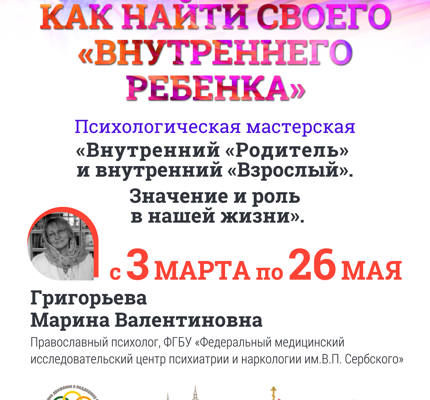 КАК НАЙТИ СВОЕГО
«ВНУТРЕННЕГО
РЕБЕНКА»
Психологическая мастерская
«Внутренний «Родитель»
и внутренний «Взрослый».
Значение и роль
в нашей жизни».
с 3 МАРТА по 26 МАЯ
Григорьева
Марина Валентиновна
Православный психолог, ФГБУ «Федеральный медицинский
исследовательский центр психиатрии и наркологии им.В.П. Сербского»